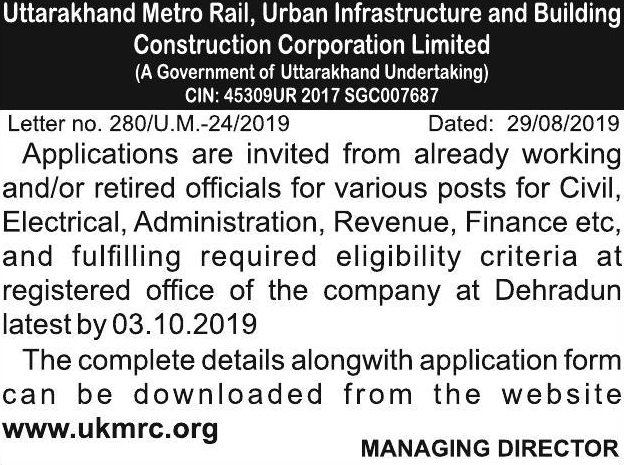 Uttarakhand Metro Rail, Urban Infrastructure and Building
Construction Corporation Limited
(A Government of Uttarakhand Undertaking)
CIN: 45309UR 2017 SGC007687
Letter no. 280/U.M.-24/2019 Dated: 29/08/2019
Applications are invited from already working
and/or retired officials for various posts for Civil,
Electrical, Administration, Revenue, Finance etc,
and fulfilling required eligibility criteria at
registered office of the company at Dehradun
latest by 03.10.2019
The complete details alongwith application form
can be downloaded from the website
www.ukmrc.org
MANAGING DIRECTOR